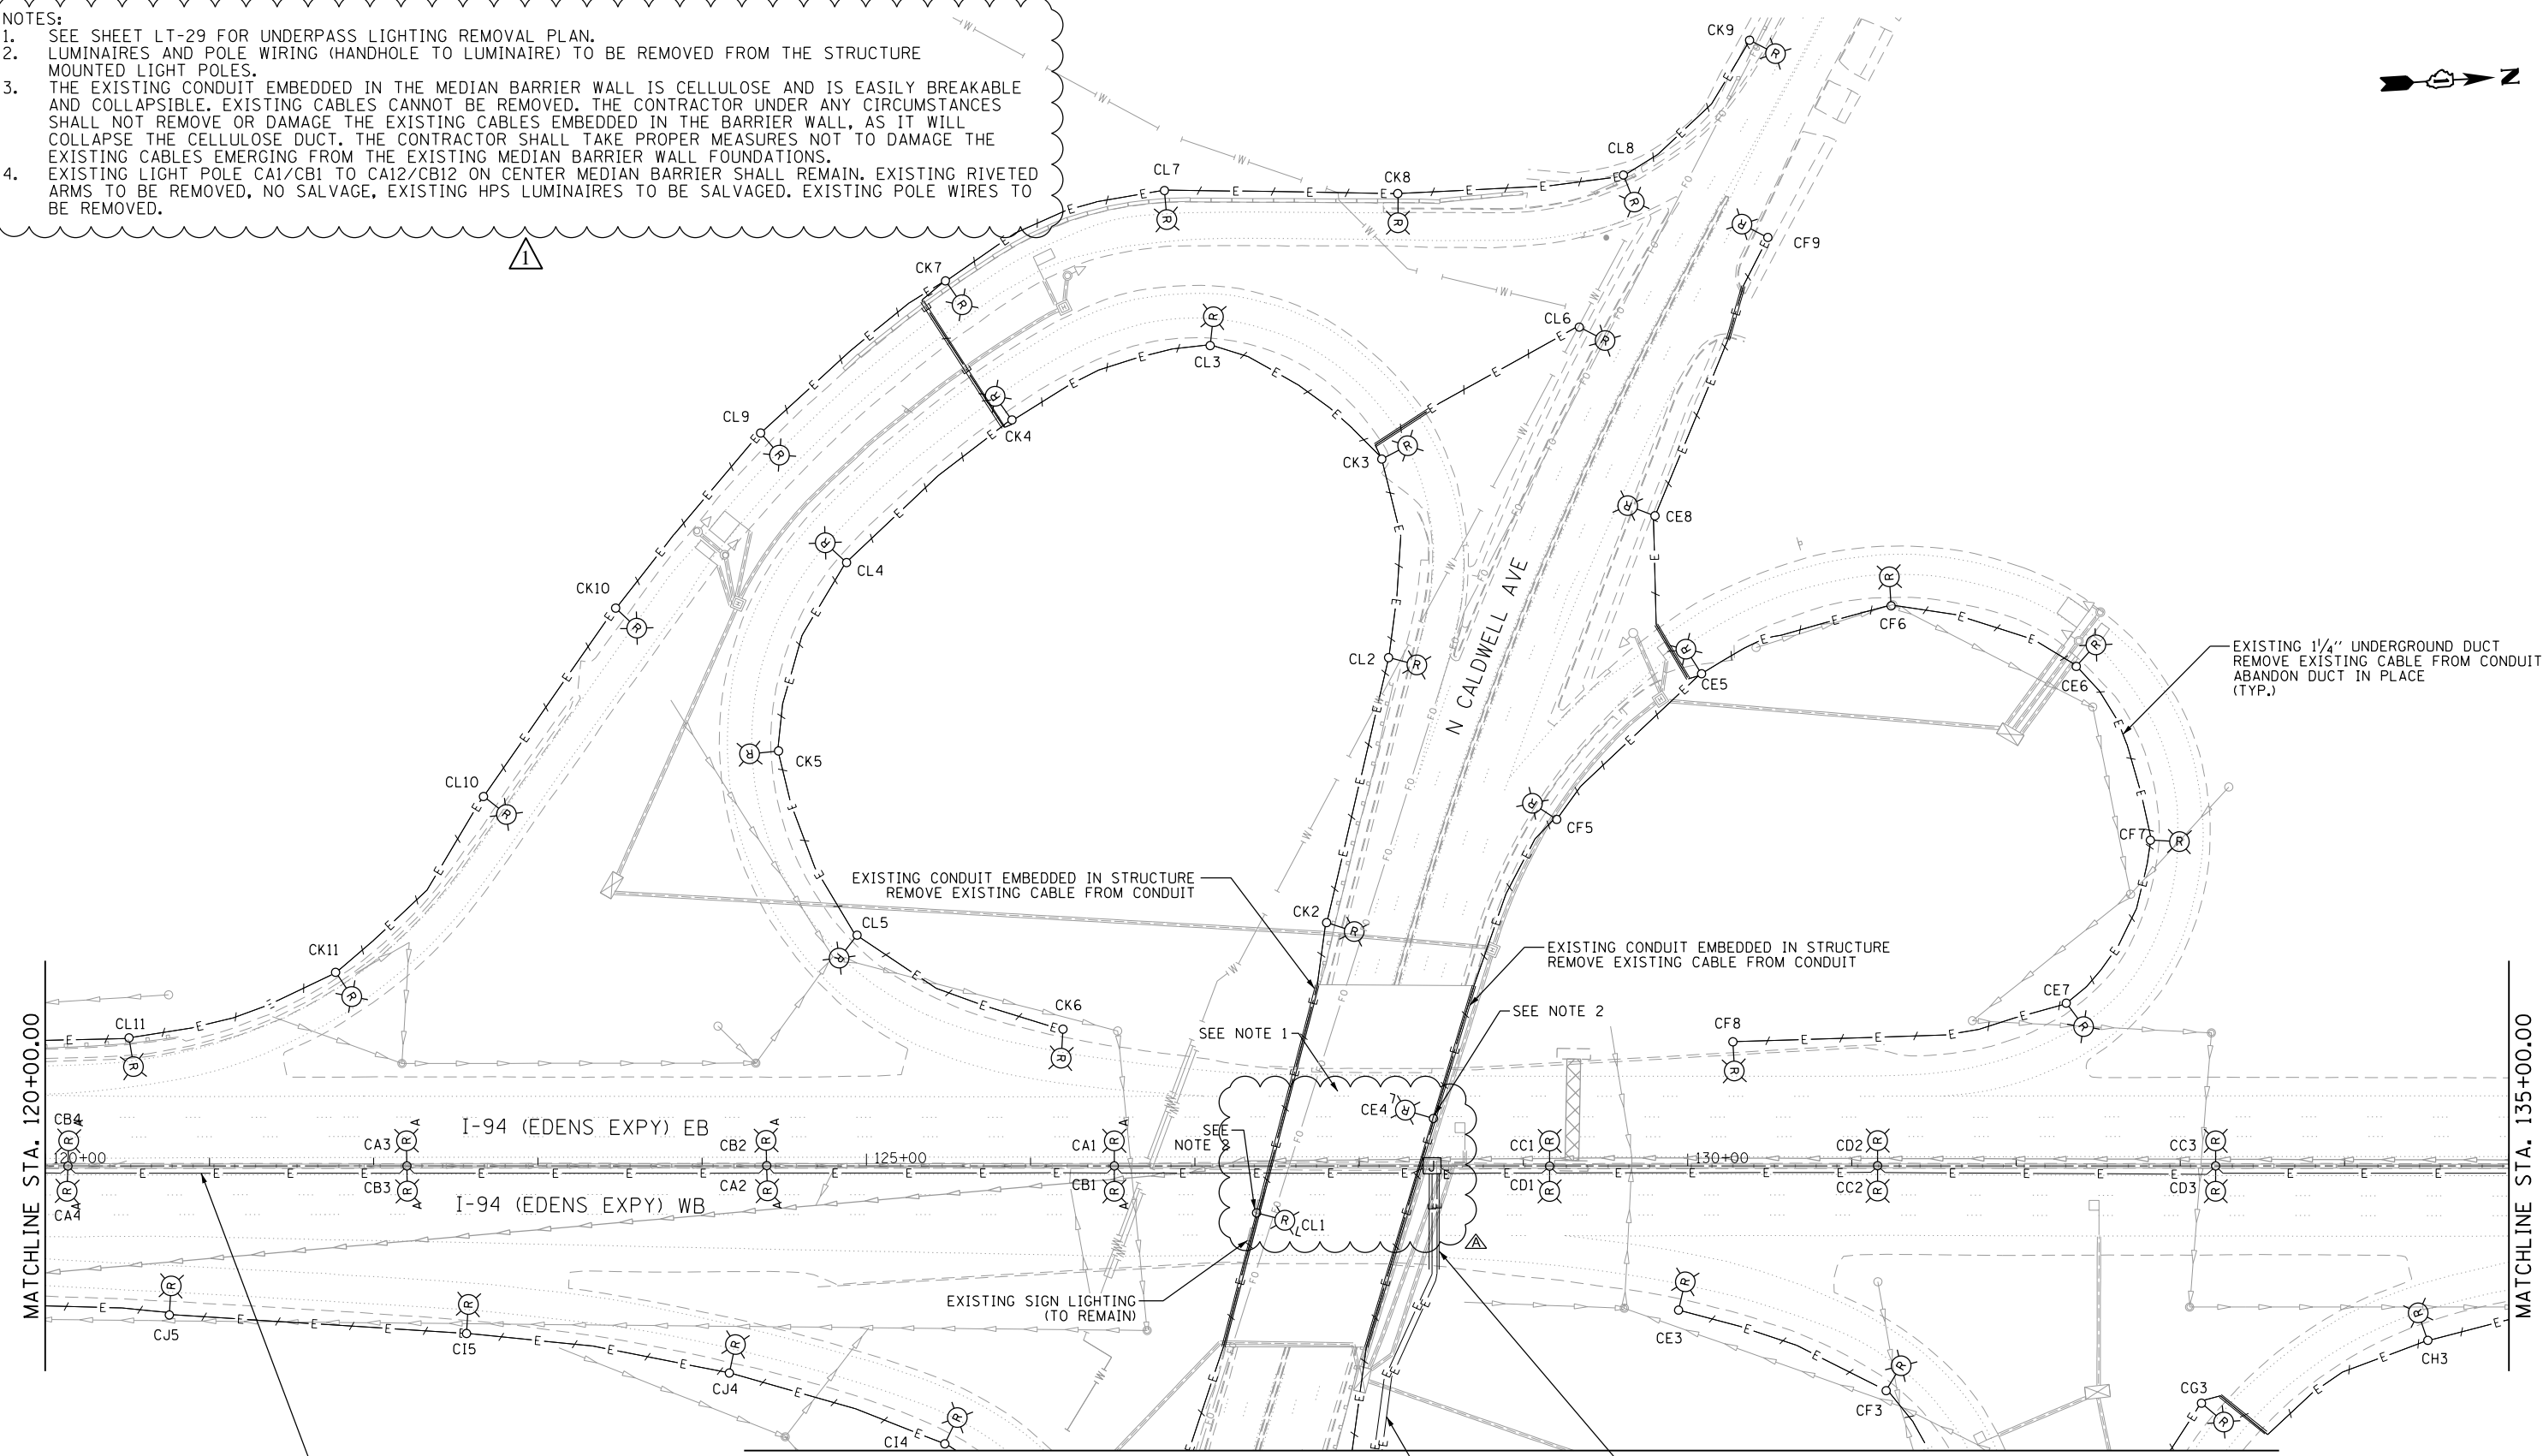 NOTES:
1. SEE SHEET LT-29 FOR UNDERPASS LIGHTING REMOVAL PLAN.
2. LUMINAIRES AND POLE WIRING (HANDHOLE TO LUMINAIRE) TO BE REMOVED FROM THE STRUCTURE
MOUNTED LIGHT POLES.
3. THE EXISTING CONDUIT EMBEDDED IN THE MEDIAN BARRIER WALL IS CELLULOSE AND IS EASILY BREAKABLE
AND COLLAPSIBLE. EXISTING CABLES CANNOT BE REMOVED. THE CONTRACTOR UNDER ANY CIRCUMSTANCES
SHALL NOT REMOVE OR DAMAGE THE EXISTING CABLES EMBEDDED IN THE BARRIER WALL, AS IT WILL
COLLAPSE THE CELLULOSE DUCT. THE CONTRACTOR SHALL TAKE PROPER MEASURES NOT TO DAMAGE THE
EXISTING CABLES EMERGING FROM THE EXISTING MEDIAN BARRIER WALL FOUNDATIONS.
4. EXISTING LIGHT POLE CA1/CB1 TO CA12/CB12 ON CENTER MEDIAN BARRIER SHALL REMAIN. EXISTING RIVETED
ARMS TO BE REMOVED, NO SALVAGE, EXISTING HPS LUMINAIRES TO BE SALVAGED. EXISTING POLE WIRES TO
BE REMOVED.
1
CK9
N
CL8
CL7
CK8
CF9
CK7
CL6
CL3
CL9
CK4
CK3
CE8
CL4
CK10
CF6
CL2
CE5
CE6
EXISTING 1 1/4'' UNDERGROUND DUCT
REMOVE EXISTING CABLE FROM CONDUIT
ABANDON DUCT IN PLACE
(TYP.)
N CALDWELL AVE
CK5
CL10
CF5
CF7
EXISTING CONDUIT EMBEDDED IN STRUCTURE
REMOVE EXISTING CABLE FROM CONDUIT
CK2
CL5
CK11
EXISTING CONDUIT EMBEDDED IN STRUCTURE
REMOVE EXISTING CABLE FROM CONDUIT
CK6
CE7
SEE NOTE 2
CL11
SEE NOTE 1
CF8
MATCHLINE STA. 120+00.00
MATCHLINE STA. 135+00.00
CE4
CB4
I-94 (EDENS EXPY) EB
SEE
NOTE 2
CA3
CB2
CA1
CC1
CD2
CC3
120+00
125+00
130+00
J
CB3
CA2
CB1
CD1
CC2
CD3
I-94 (EDENS EXPY) WB
CA4
CL1
A
EXISTING SIGN LIGHTING
(TO REMAIN)
CJ5
CI5
CE3
CH3
CJ4
CG3
CF3
CI4